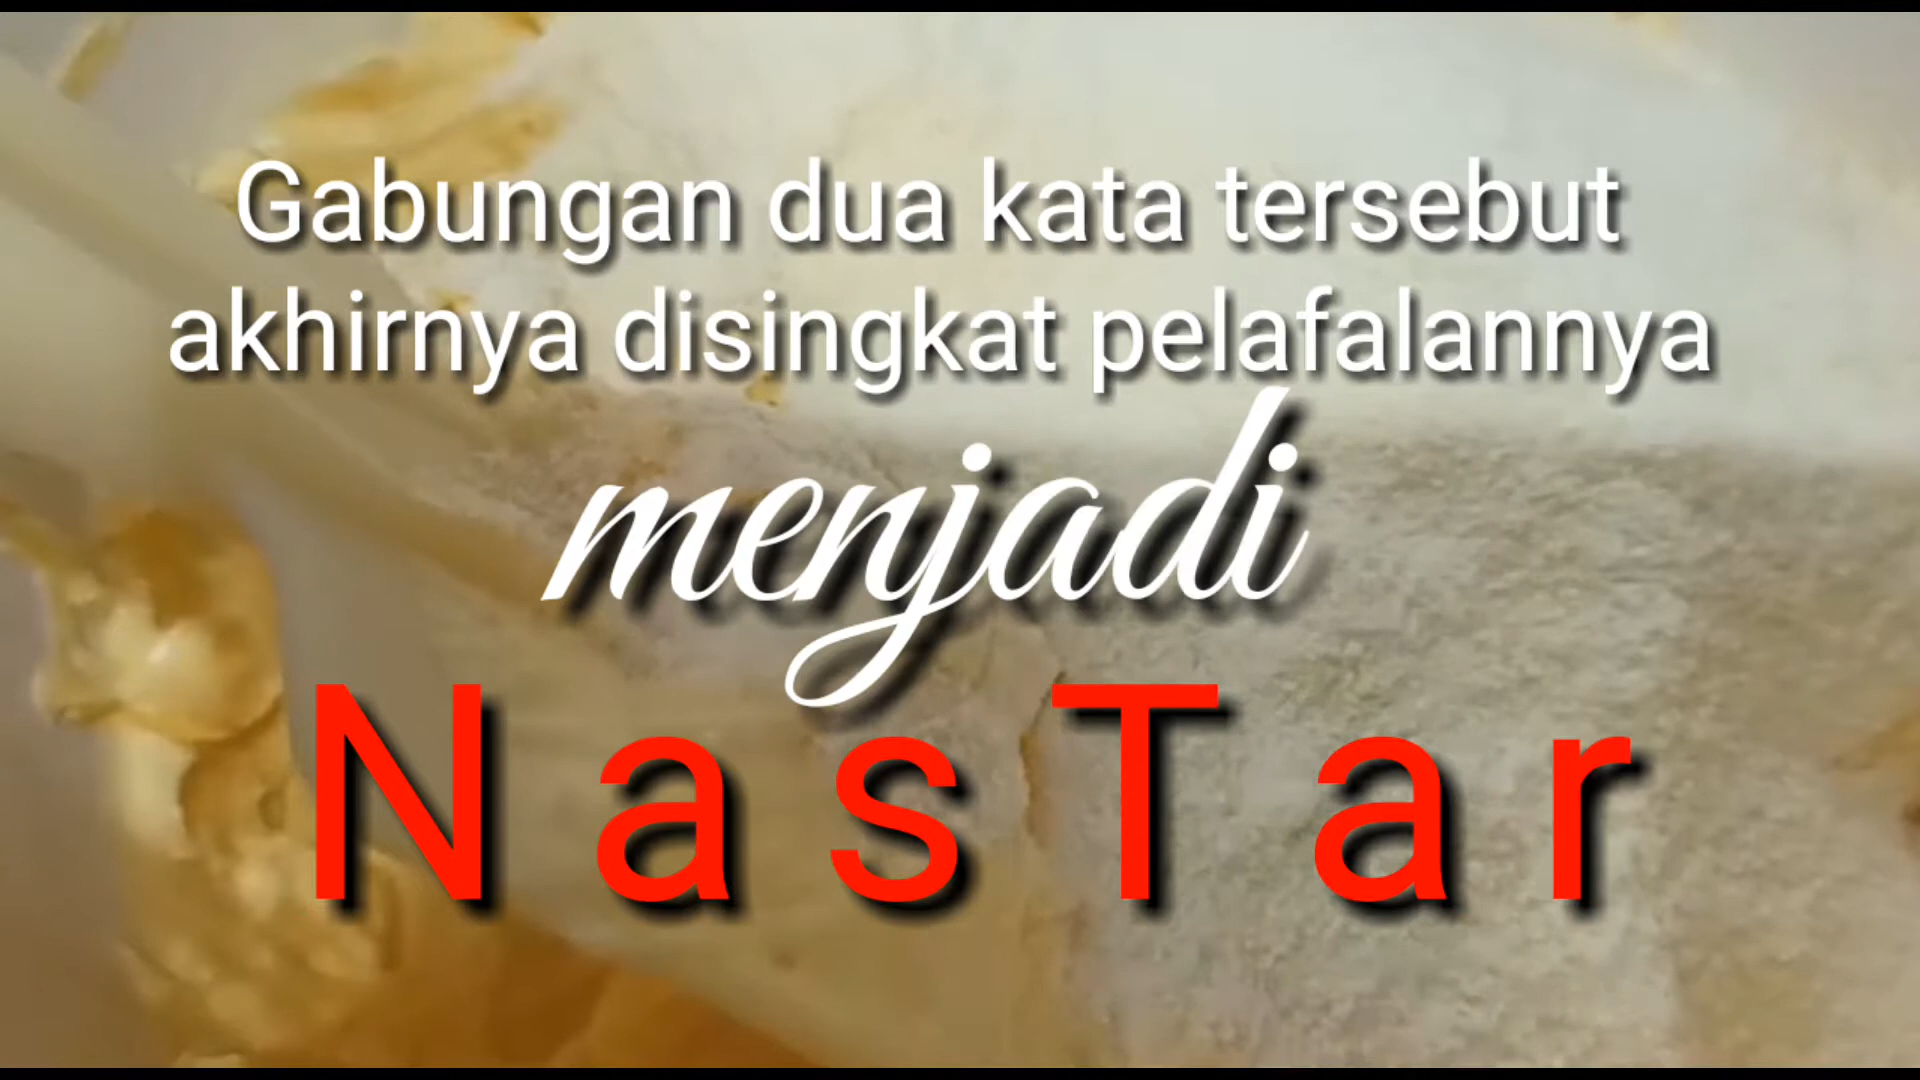 Gabungan dua kata tersebut
akhirnya disingkat pelafalannya
menjadi
NasTar